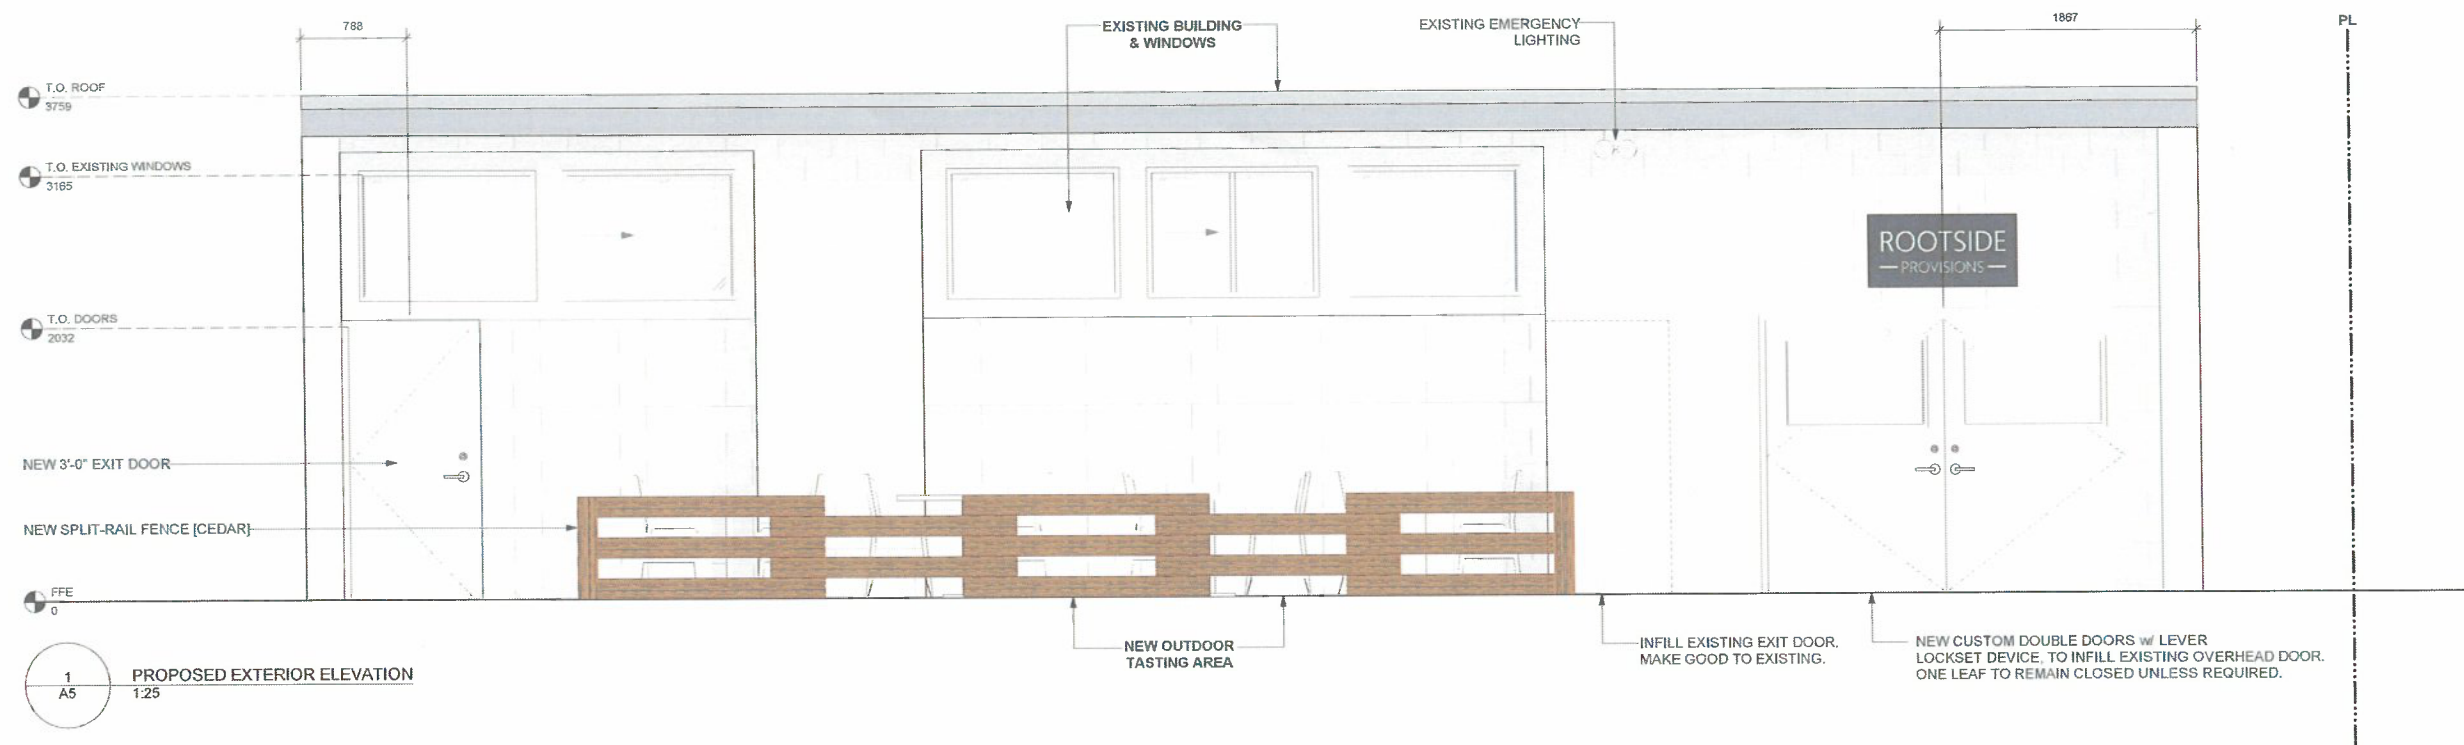 788
EXISTING BUILDING
& WINDOWS
EXISTING EMERGENCY
LIGHTING
1867
PL
T.O. ROOF
3759
T.O. EXISTING WINDOWS
3165
ROOTSIDE
PROVISIONS
T.O. DOORS
2032
NEW 3'-0" EXIT DOOR
NEW SPLIT-RAIL FENCE [CEDAR]
FFE
0
NEW OUTDOOR
TASTING AREA
INFILL EXISTING EXIT DOOR.
MAKE GOOD TO EXISTING.
NEW CUSTOM DOUBLE DOORS w/ LEVER
LOCKSET DEVICE, TO INFILL EXISTING OVERHEAD DOOR.
ONE LEAF TO REMAIN CLOSED UNLESS REQUIRED.
1
A5
PROPOSED EXTERIOR ELEVATION
1:25